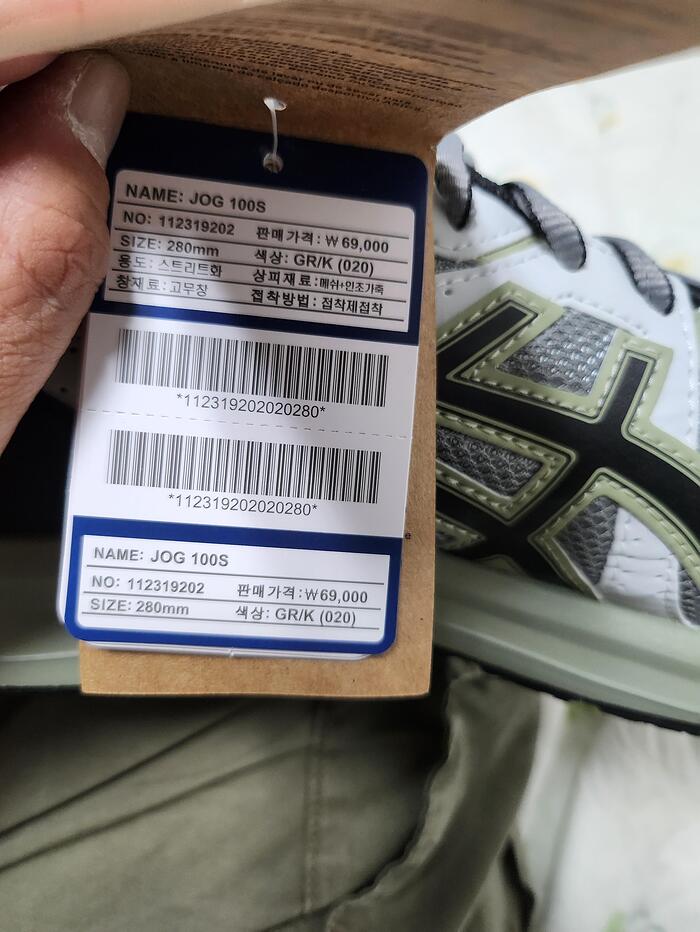 NAME: JOG 100S
NO: 112319202 판매가격 : ₩ 69,000
SIZE: 280mm 색상: GR/K (020)
용도: 스트리트화 상피재료 : 메쉬+인조가죽
창재료 : 고무창 접착방법 : 접착제접착
*112319202020280*
*112319202020280*
NAME: JOG 100S
NO: 112319202 판매가격 : ₩69,000
SIZE: 280mm 색상: GR/K (020)